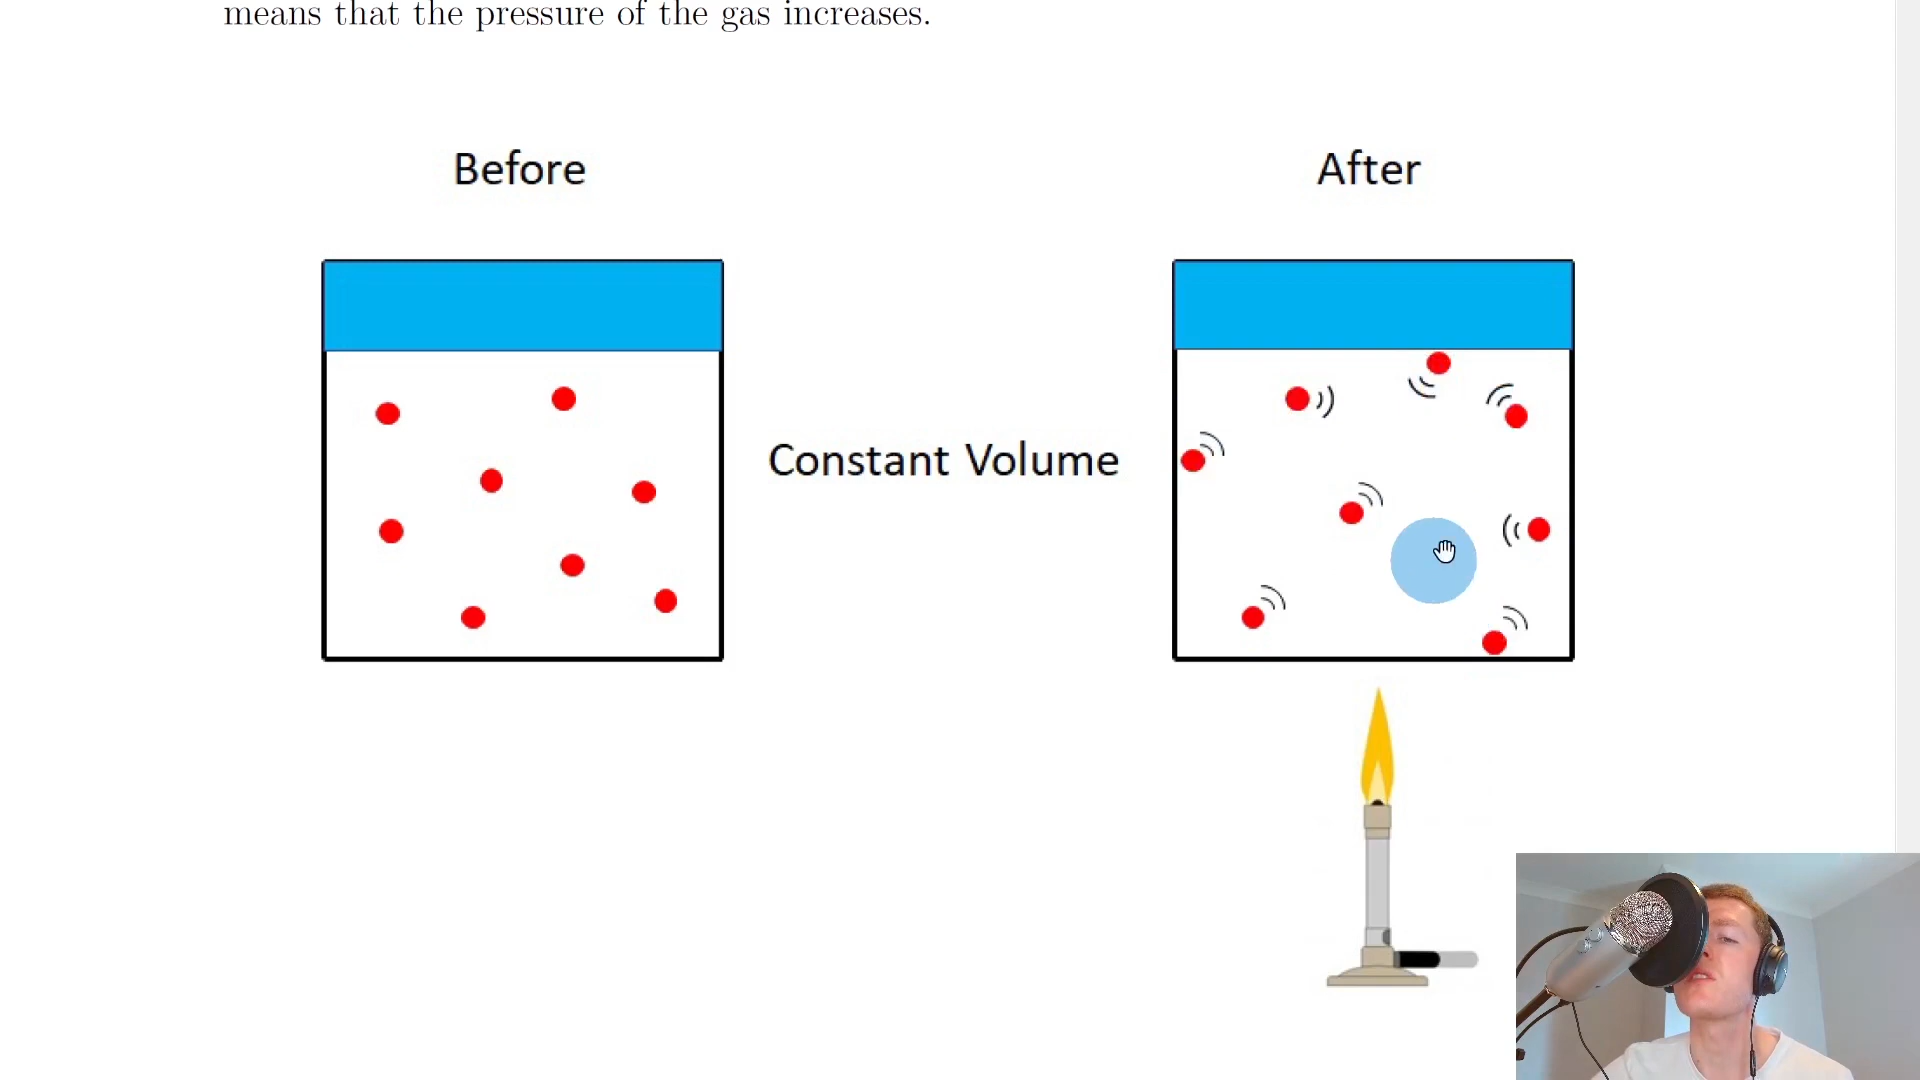 means that the pressure of the gas increases.
Before
After
Constant Volume